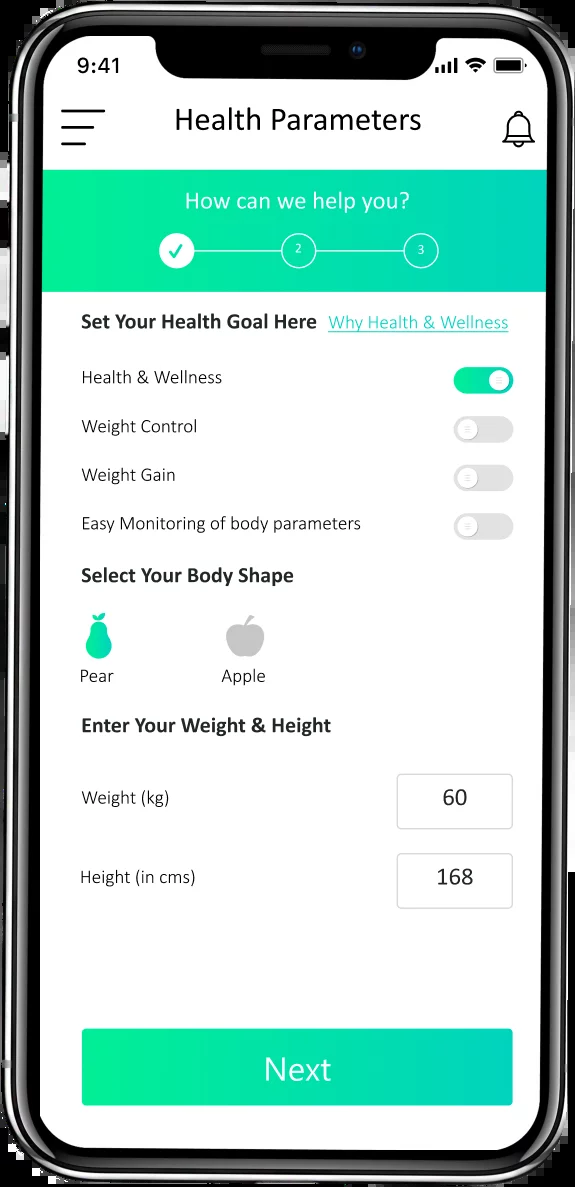 9:41
Health Parameters
How can we help you?
2
3
Set Your Health Goal Here Why Health & Wellness
Health & Wellness
Weight Control
Weight Gain
Easy Monitoring of body parameters
Select Your Body Shape
Pear Apple
Enter Your Weight & Height
Weight (kg) 60
Height (in cms) 168
Next